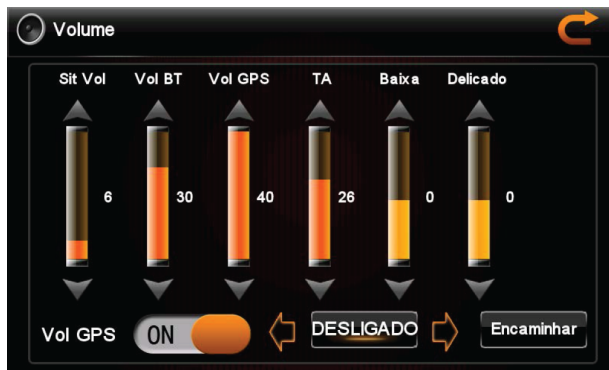 Volume
Sit Vol Vol BT Vol GPS TA Baixa Delicado
6 30 40 26 0 0
Vol GPS ON DESLIGADO Encaminhar